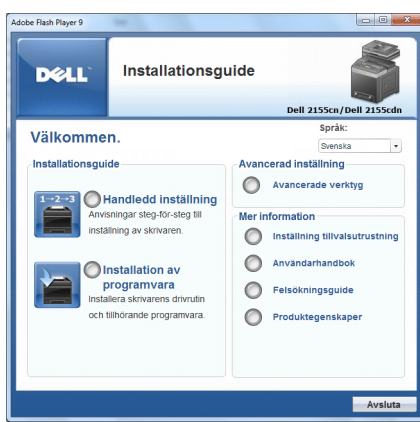 Adobe Flash Player 9
DELL
Installationsguide
Dell 2155cn/Dell 2155cdn
Språk:
Svenska
Välkommen.
Installationsguide
1→2→3
Handledd inställning
Anvisningar steg-för-steg till
inställning av skrivaren.
Installation av
programvara
Installera skrivarens drivrutin
och tillhörande programvara.
Avancerad inställning
Avancerade verktyg
Mer information
Inställning tillvalsutrustning
Användarhandbok
Felsökningsguide
Produktegenskaper
Avsluta